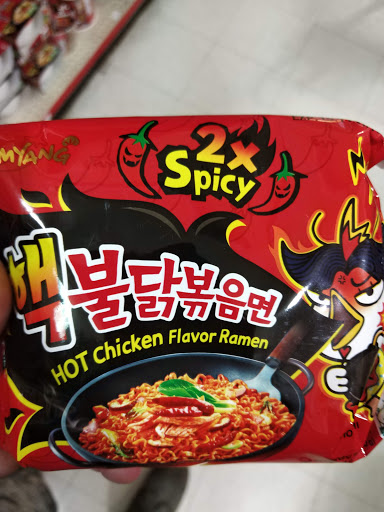 MYANG
2x
Spicy
핵불닭볶음면
HOT Chicken Flavor Ramen